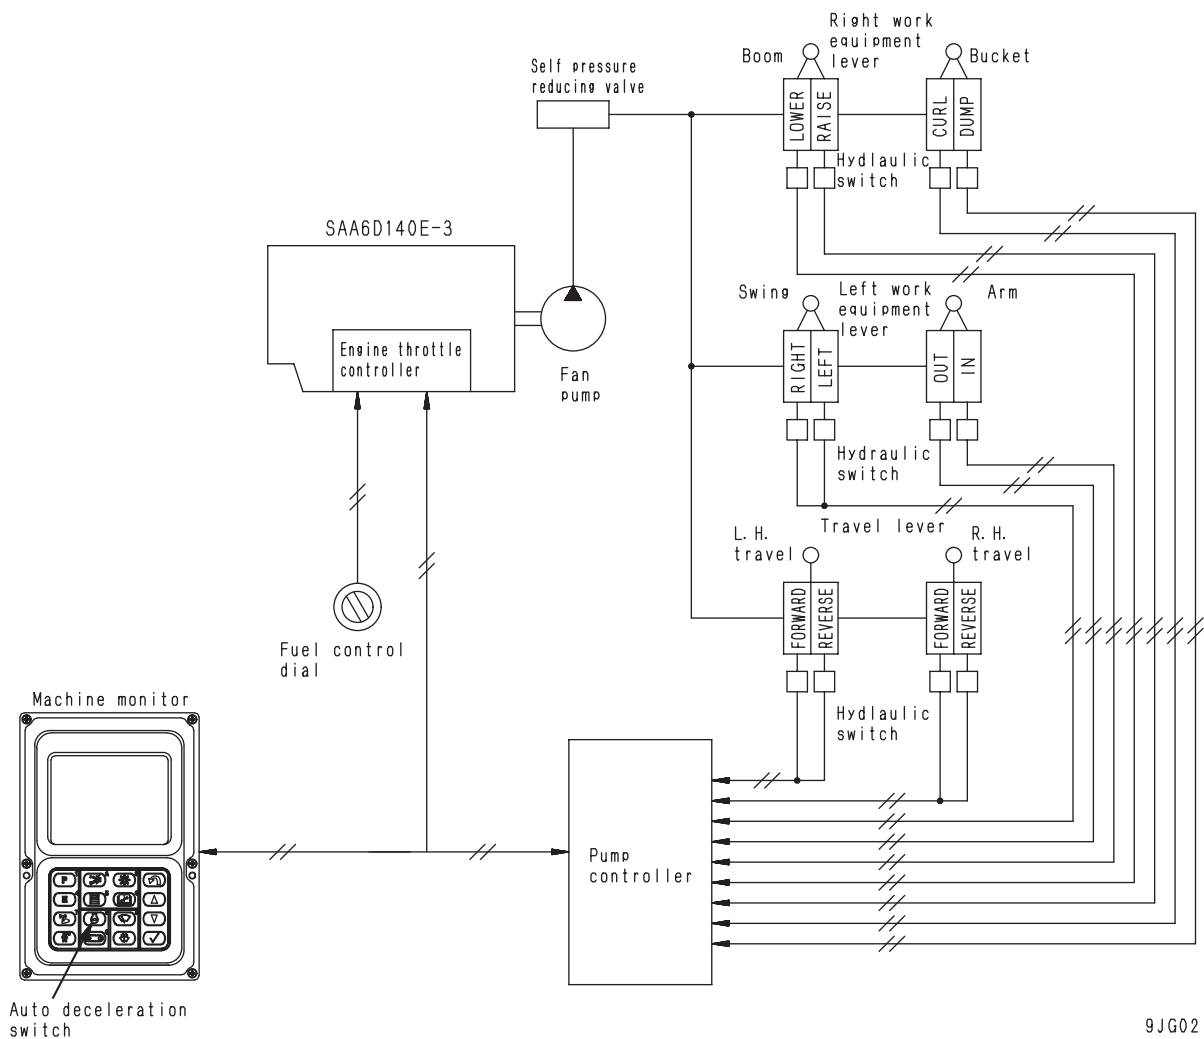 Right work
equipment
lever
Boom
Bucket
Self pressure
reducing valve
LOWER
RAISE
CURL
DUMP
Hydlaulic
switch
SAA6D140E-3
Swing
Left work
equipment
lever
Arm
Engine throttle
controller
RIGHT
LEFT
OUT
IN
Fan
pump
Hydraulic
switch
Travel lever
L. H.
travel
R. H.
travel
FORWARD
REVERSE
FORWARD
REVERSE
Fuel control
dial
Machine monitor
Hydlaulic
switch
Pump
controller
P
E
Auto deceleration
switch
9JG02